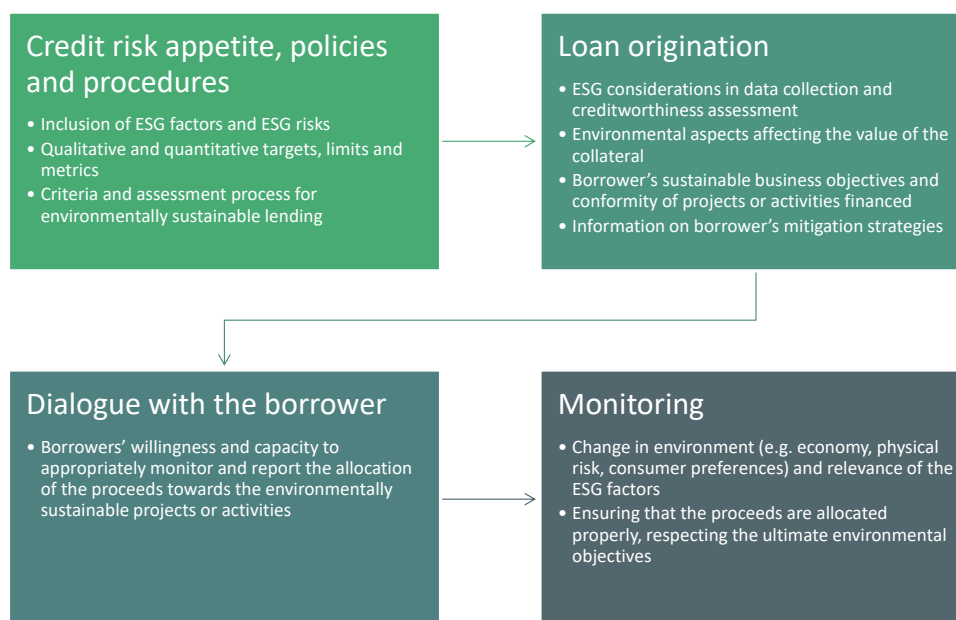 Credit risk appetite, policies
and procedures
• Inclusion of ESG factors and ESG risks
• Qualitative and quantitative targets, limits and
metrics
• Criteria and assessment process for
environmentally sustainable lending
Loan origination
• ESG considerations in data collection and
creditworthiness assessment
• Environmental aspects affecting the value of the
collateral
• Borrower’s sustainable business objectives and
conformity of projects or activities financed
• Information on borrower’s mitigation strategies
Dialogue with the borrower
• Borrowers’ willingness and capacity to
appropriately monitor and report the allocation
of the proceeds towards the environmentally
sustainable projects or activities
Monitoring
• Change in environment (e.g. economy, physical
risk, consumer preferences) and relevance of the
ESG factors
• Ensuring that the proceeds are allocated
properly, respecting the ultimate environmental
objectives